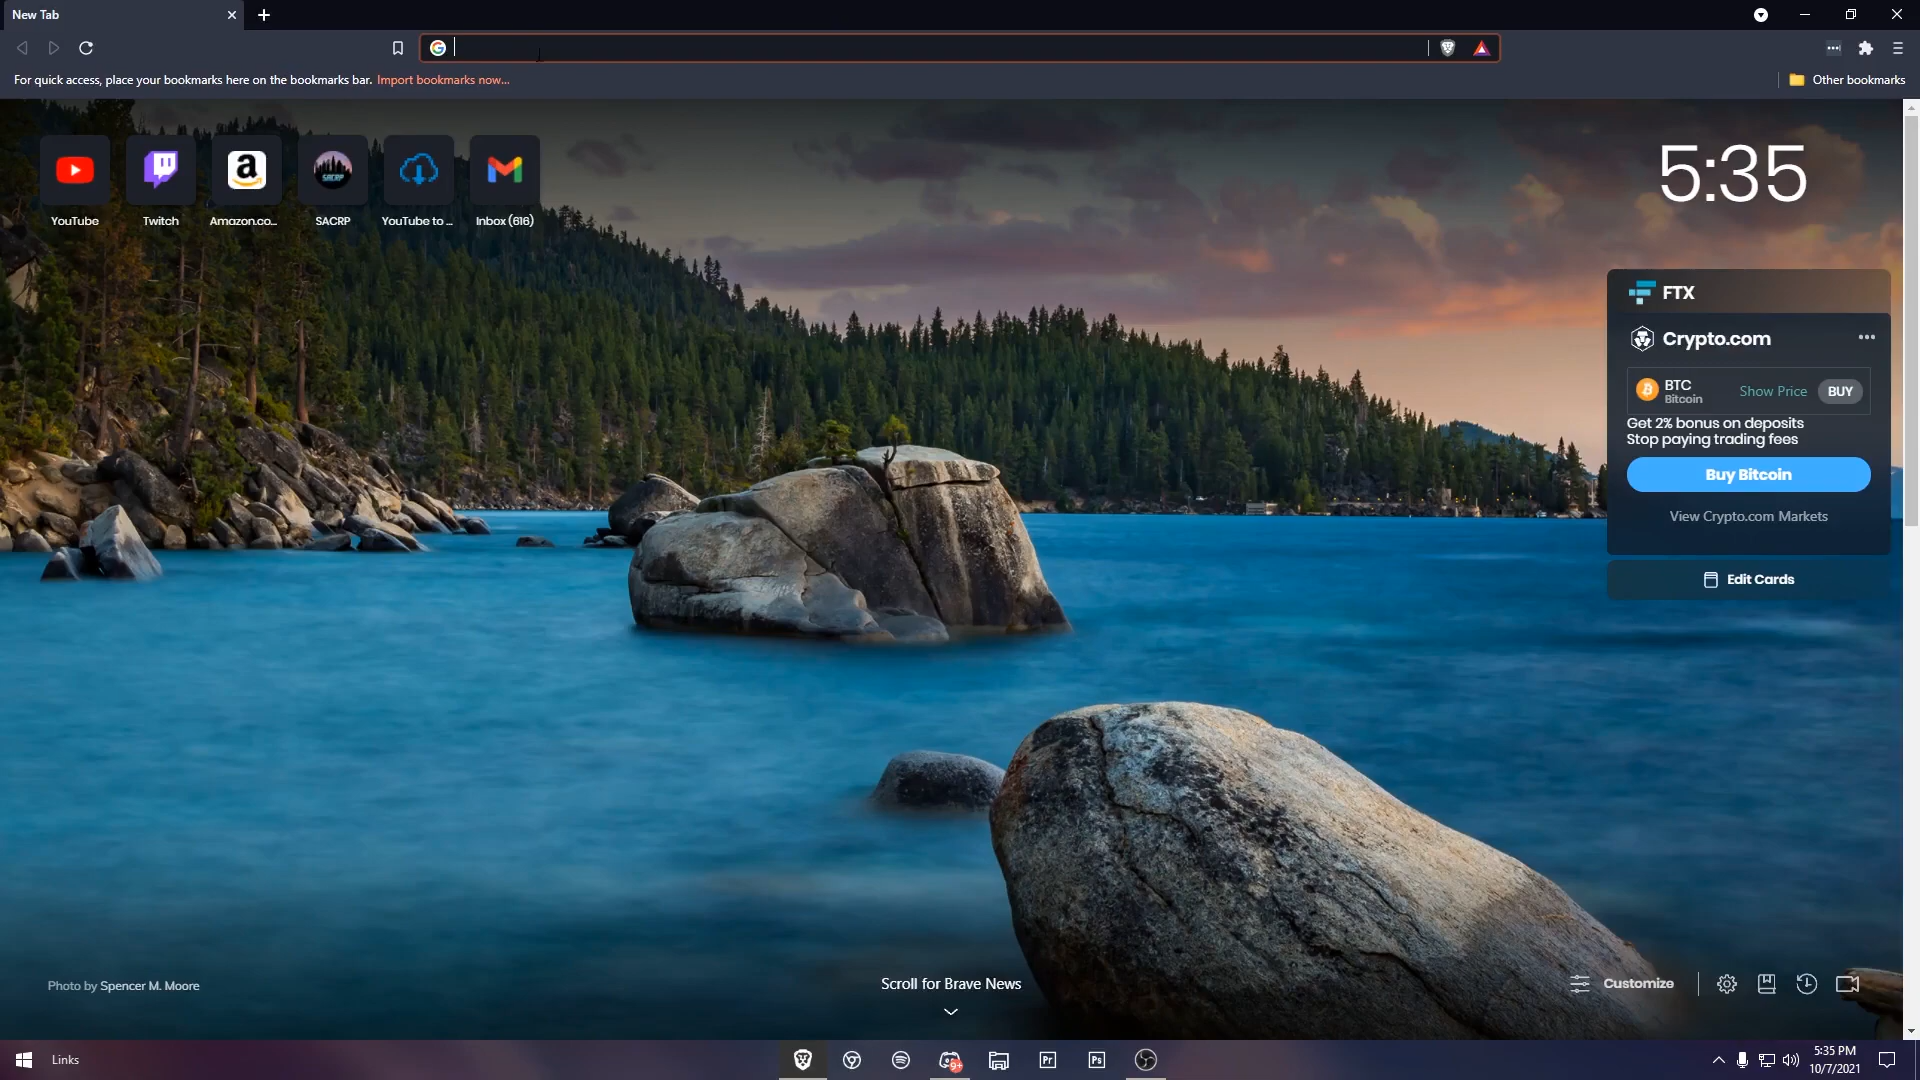 New Tab
For quick access, place your bookmarks here on the bookmarks bar. Import bookmarks now...
Other bookmarks
YouTube
Twitch
Amazon.co...
SACRP
YouTube to ...
Inbox (616)
5:35
FTX
Crypto.com
BTC
Bitcoin
Show Price
BUY
Get 2% bonus on deposits
Stop paying trading fees
Buy Bitcoin
View Crypto.com Markets
Edit Cards
Photo by Spencer M. Moore
Scroll for Brave News
Customize
Links
9+
Pr
Ps
5:35 PM
10/7/2021